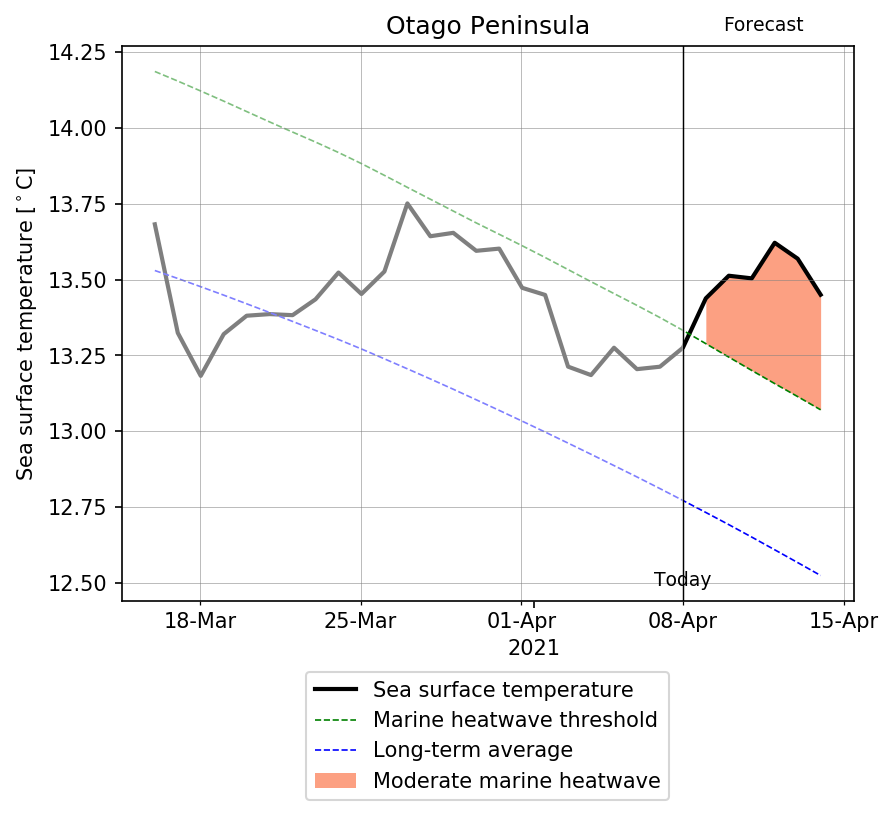 Otago Peninsula
Forecast
Sea surface temperature [°C]
14.25
14.00
13.75
13.50
13.25
13.00
12.75
12.50
Today
18-Mar
25-Mar
01-Apr
08-Apr
15-Apr
2021
Sea surface temperature
Marine heatwave threshold
Long-term average
Moderate marine heatwave